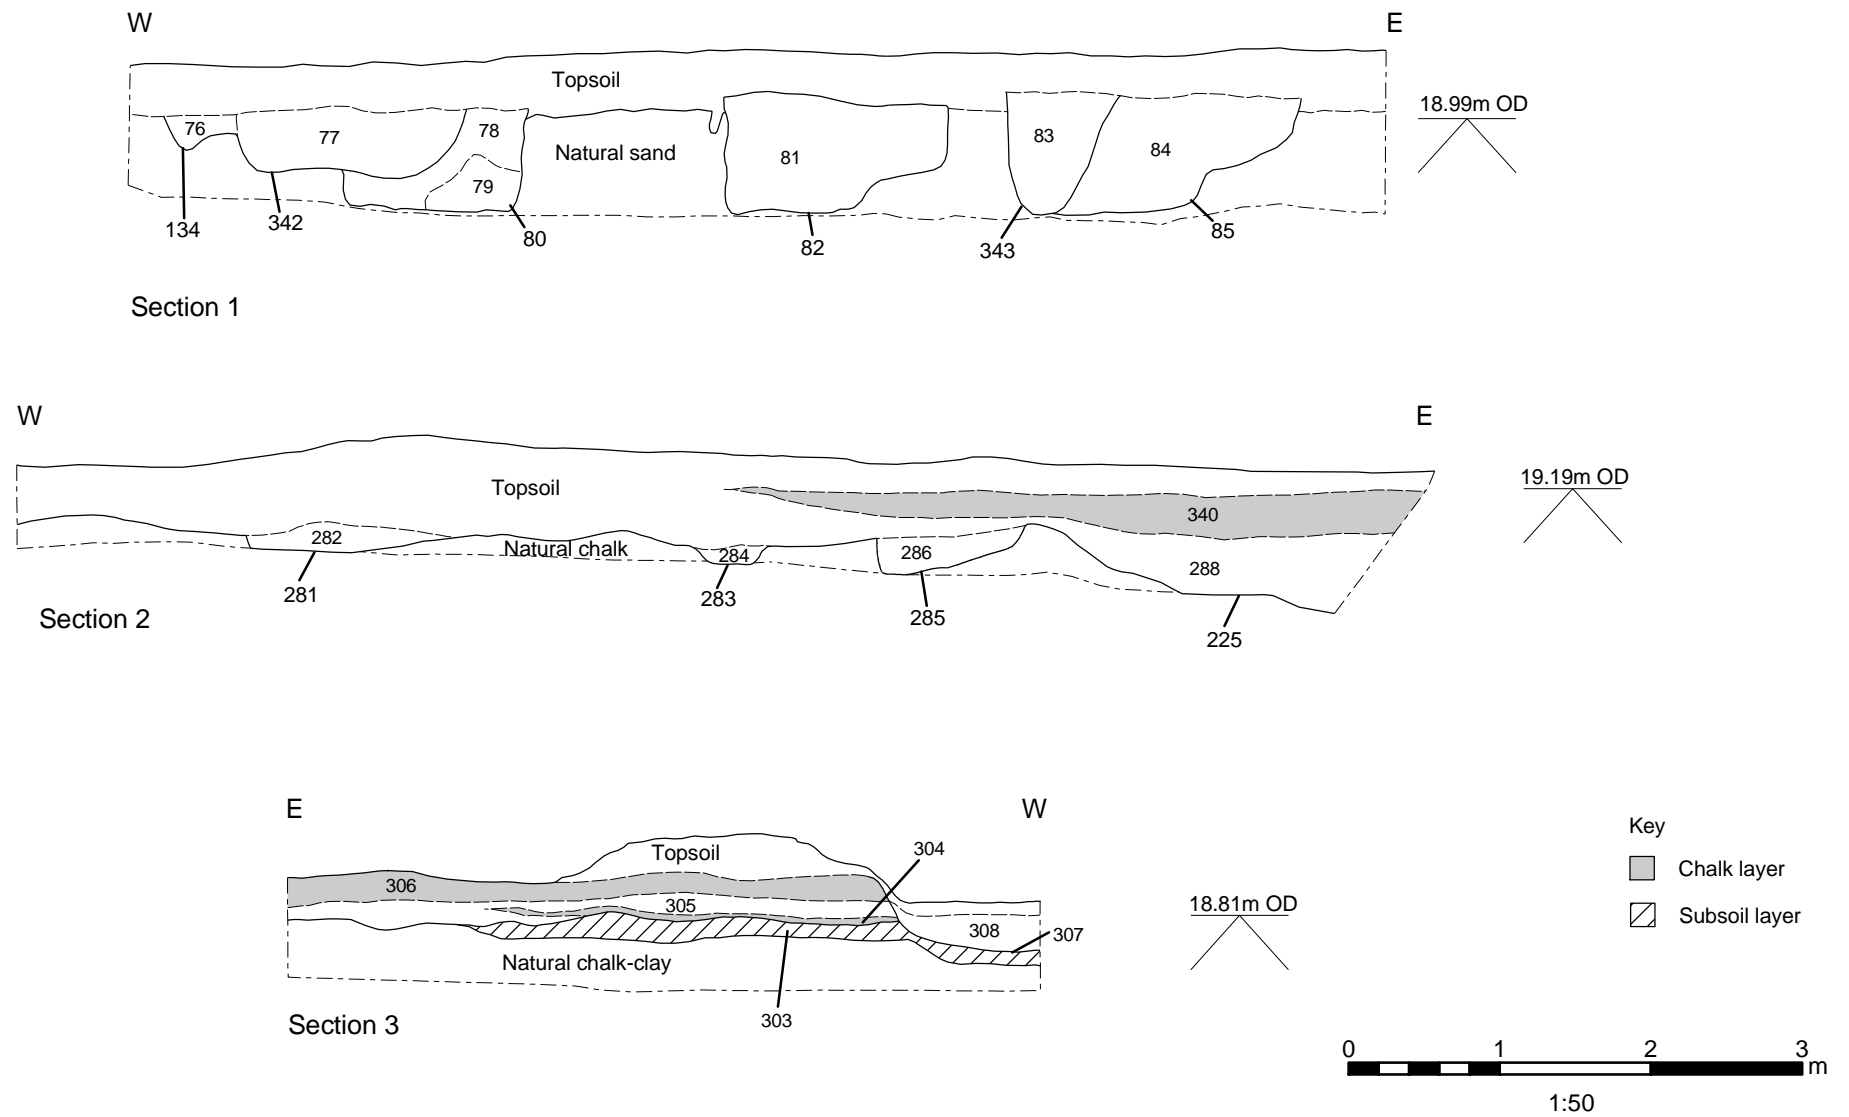 W
E
Topsoil
18.99m OD
76
77
78
83
84
Natural sand
81
79
134
342
80
82
343
85
Section 1
W
E
Topsoil
19.19m OD
340
282
Natural chalk
284
286
288
281
283
285
225
Section 2
E
W
Topsoil
304
306
305
18.81m OD
308
307
Natural chalk-clay
303
Section 3
Key
Chalk layer
Subsoil layer
0 1 2 3
m
1:50